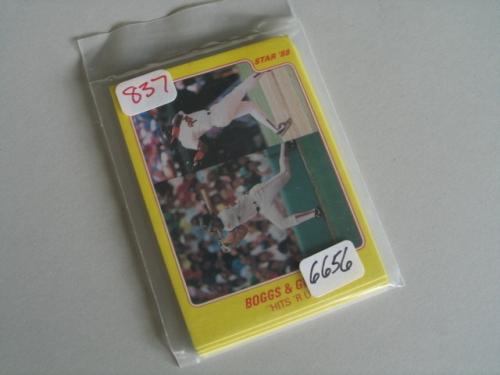 837
STAR '88
BOGGS & G
"HITS 'R U
6656